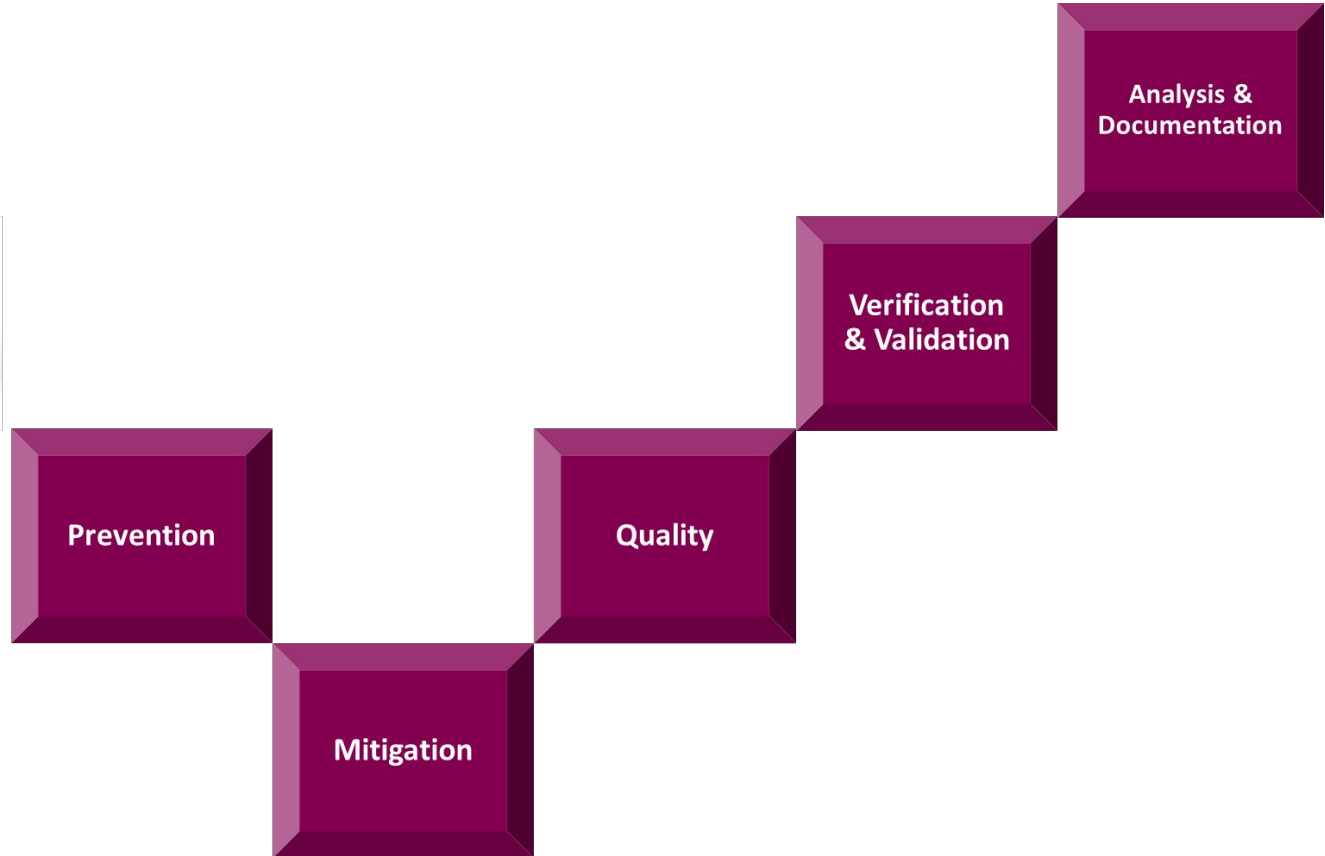 Analysis &
Documentation
Verification
& Validation
Prevention
Quality
Mitigation